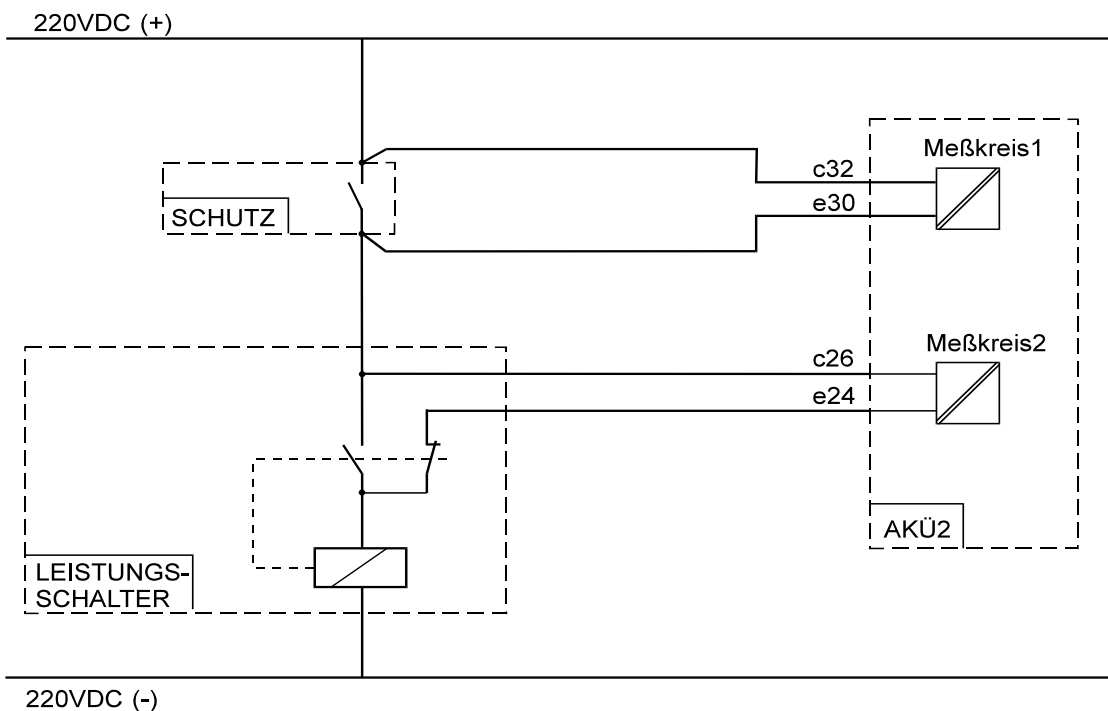 220VDC (+)
Meßkreis1
c32
e30
SCHUTZ
Meßkreis2
c26
e24
AKÜ2
LEISTUNGS-
SCHALTER
220VDC (-)